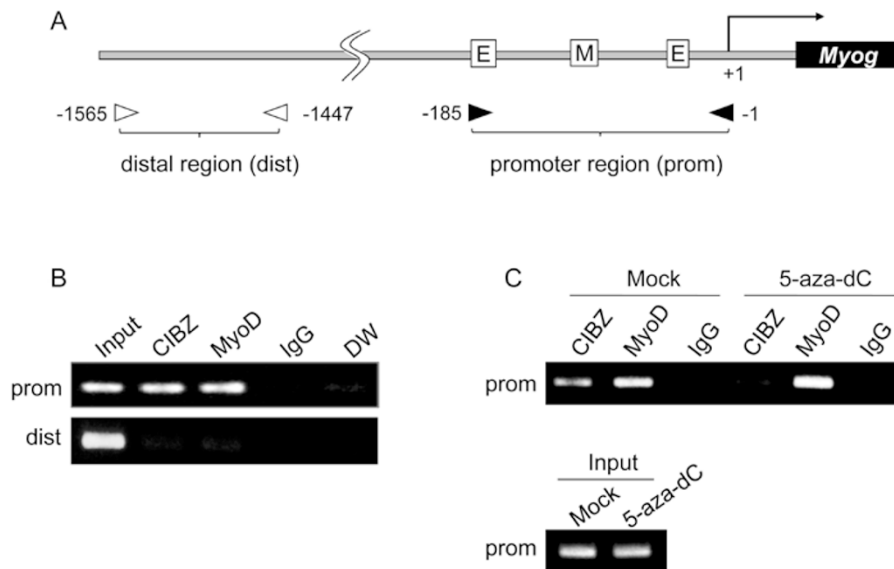 A
E M E
+1
Myog
-1565 -1447 -185 -1
distal region (dist) promoter region (prom)
B
Input CIBZ MyoD IgG DW
prom
dist
C
Mock 5-aza-dC
CIBZ MyoD IgG CIBZ MyoD IgG
prom
Input
Mock 5-aza-dC
prom